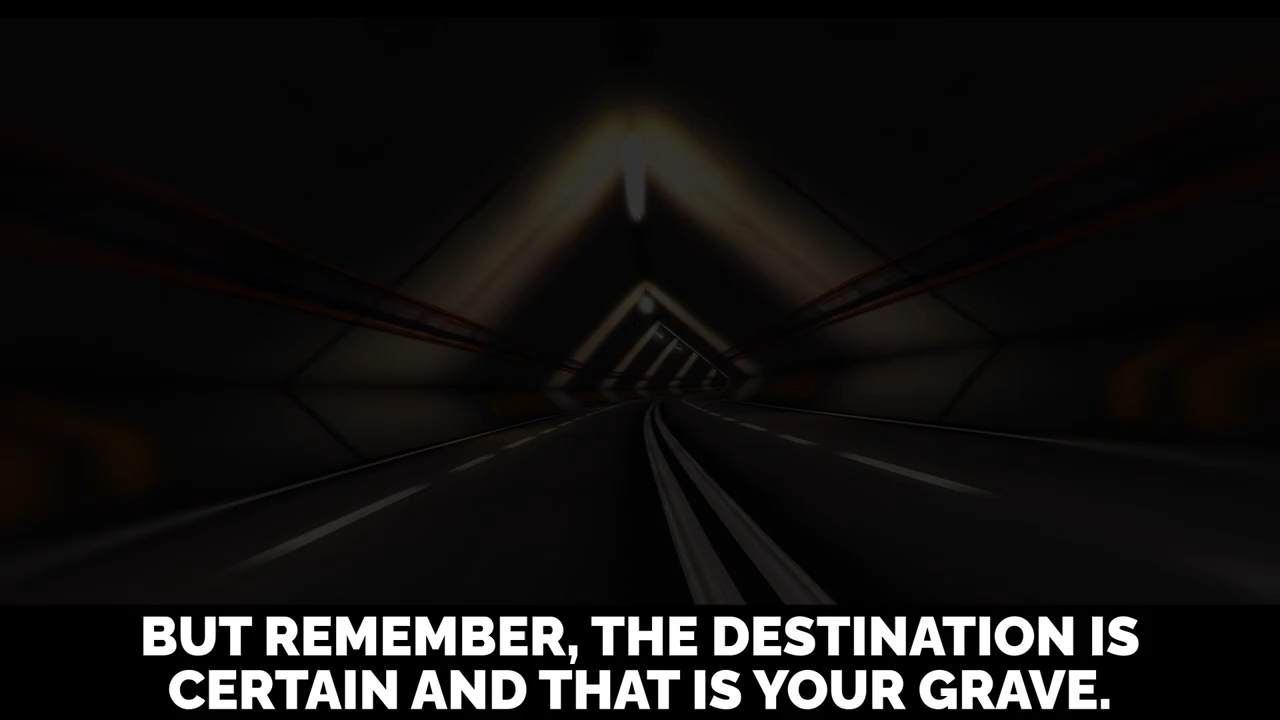 BUT REMEMBER, THE DESTINATION IS
CERTAIN AND THAT IS YOUR GRAVE.